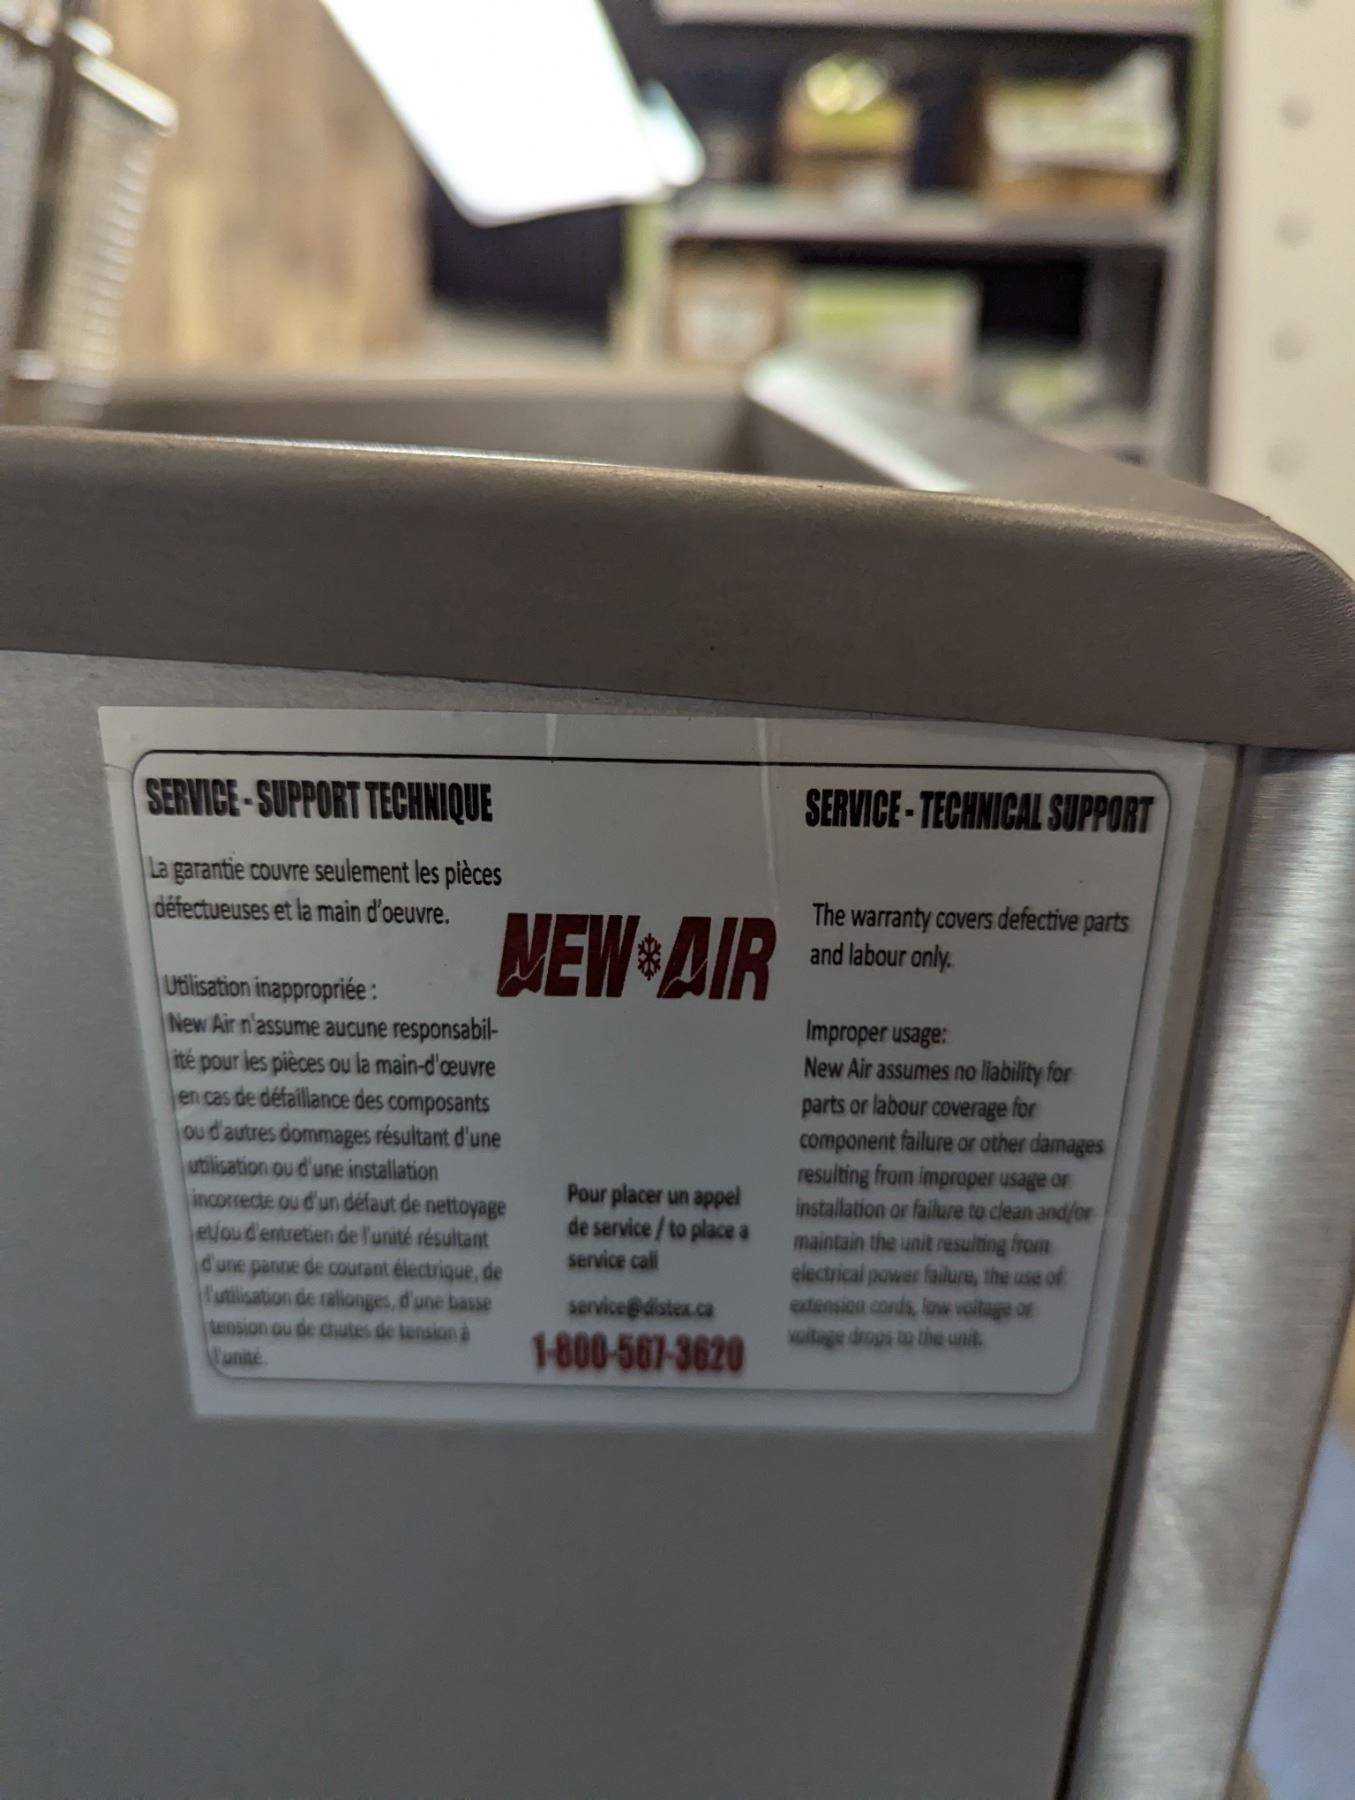 SERVICE - SUPPORT TECHNIQUE
La garantie couvre seulement les pièces
défectueuses et la main d'oeuvre.
Utilisation inappropriée :
New Air n'assume aucune responsabil-
ité pour les pièces ou la main-d'œuvre
en cas de défaillance des composants
ou d'autres dommages résultant d'une
utilisation ou d'une installation
incorrecte ou d'un défaut de nettoyage
et/ou d'entretien de l'unité résultant
d'une panne de courant électrique, de
l'utilisation de rallonges, d'une basse
tension ou de chutes de tension à
l'unité.
NEW AIR
Pour placer un appel
de service / to place a
service call
service@distex.ca
1-800-567-3620
SERVICE - TECHNICAL SUPPORT
The warranty covers defective parts
and labour only.
Improper usage:
New Air assumes no liability for
parts or labour coverage for
component failure or other damages
resulting from improper usage or
installation or failure to clean and/or
maintain the unit resulting from
electrical power failure, the use of
extension cords, low voltage or
voltage drops to the unit.